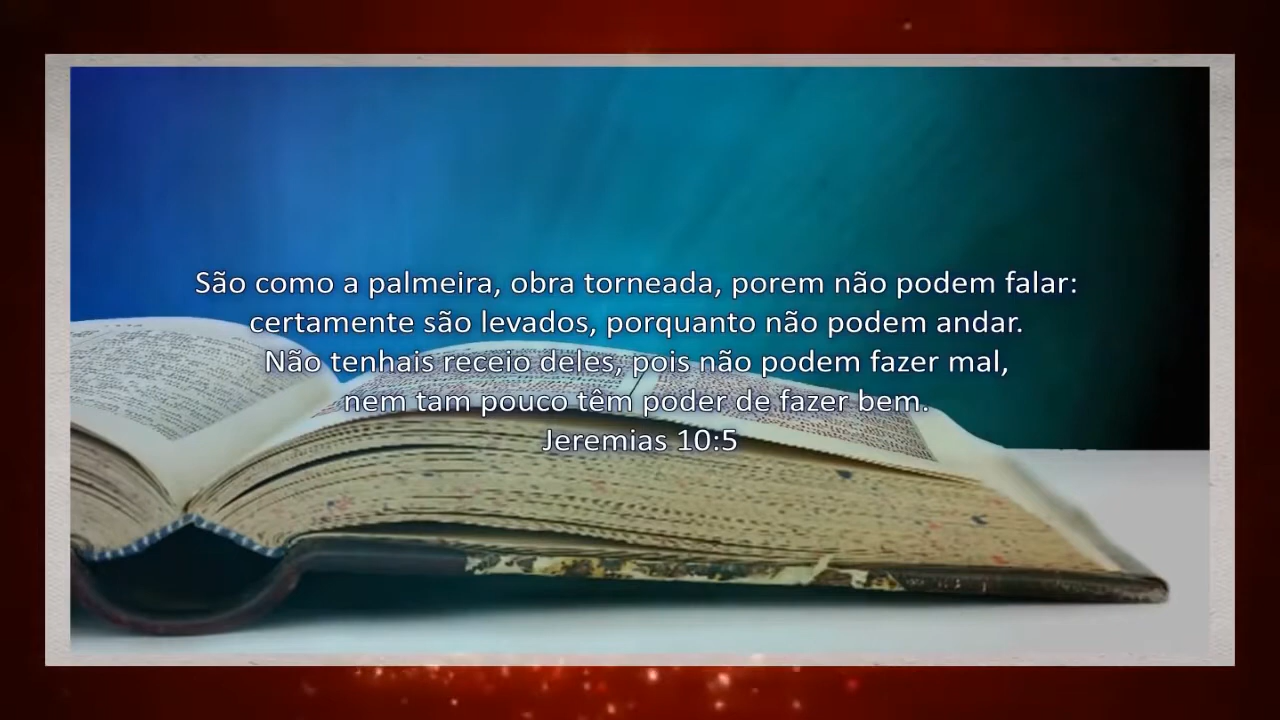 São como a palmeira, obra torneada, porem não podem falar:
certamente são levados, porquanto não podem andar.
Não tenhais receio deles, pois não podem fazer mal,
nem tam pouco têm poder de fazer bem.
Jeremias 10:5